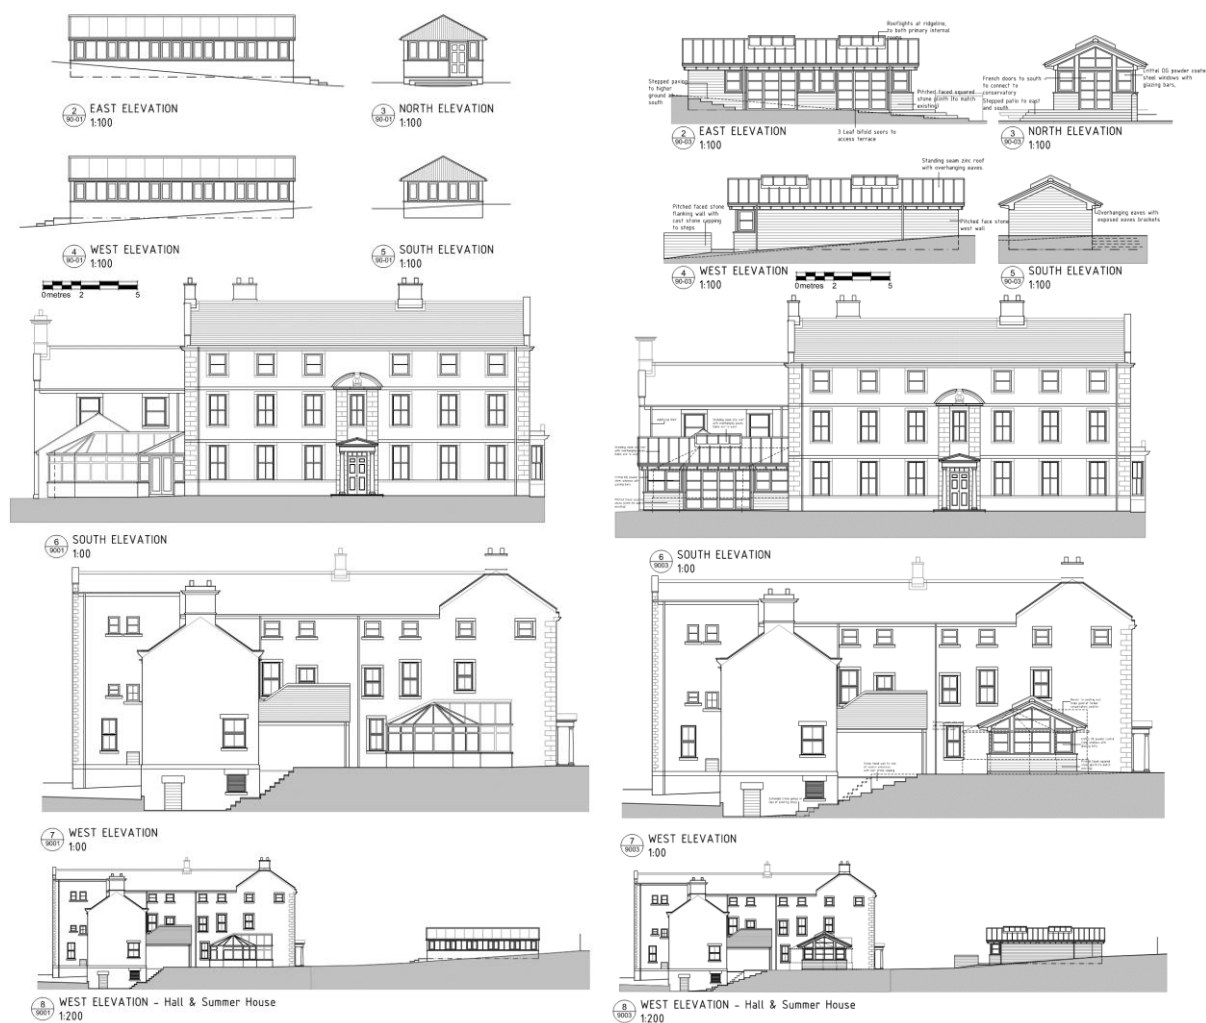 2
90-01
EAST ELEVATION
1:100
3
90-01
NORTH ELEVATION
1:100
4
90-01
WEST ELEVATION
1:100
5
90-01
SOUTH ELEVATION
1:100
0metres 2 5
6
9001
SOUTH ELEVATION
1:00
7
9001
WEST ELEVATION
1:00
8
9001
WEST ELEVATION - Hall & Summer House
1:200
Rooflights at ridgeline,
to both primary internal
Stepped paving
to higher
ground at
south
Pitched faced squared
stone plinth (to match
existing)
3 Leaf bifold doors to
access terrace
2
90-03
EAST ELEVATION
1:100
French doors to south
to connect to
conservatory
Stepped patio to east
and south
Crittal DG powder coate
steel windows with
glazing bars,
3
90-03
NORTH ELEVATION
1:100
Standing seam zinc roof
with overhanging eaves.
Pitched faced stone
flanking wall with
cast stone capping
to steps
Pitched face stone
west wall
4
90-03
WEST ELEVATION
1:100
Overhanging eaves with
exposed eaves brackets
5
90-03
SOUTH ELEVATION
1:100
0metres 2 5
6
9003
SOUTH ELEVATION
1:00
7
9003
WEST ELEVATION
1:00
8
9003
WEST ELEVATION - Hall & Summer House
1:200